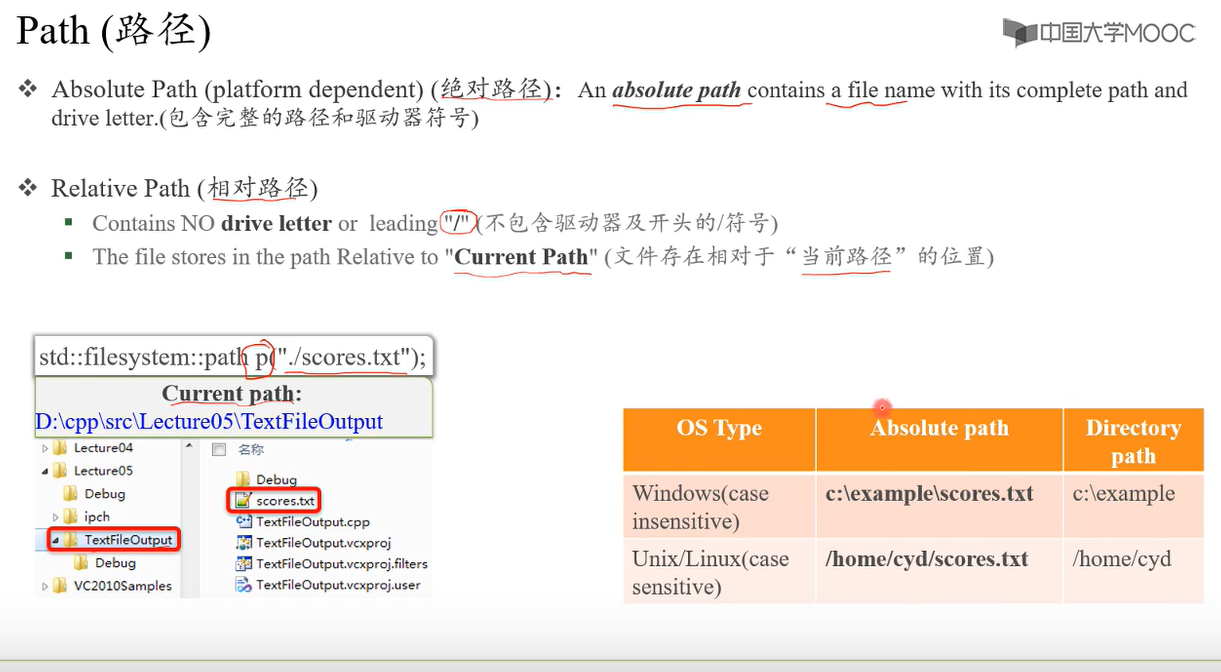 Path (路径)
中国大学MOOC
❖ Absolute Path (platform dependent) (绝对路径)： An absolute path contains a file name with its complete path and
drive letter.(包含完整的路径和驱动器符号)
❖ Relative Path (相对路径)
▪ Contains NO drive letter or leading "/" (不包含驱动器及开头的/符号)
▪ The file stores in the path Relative to "Current Path" (文件存在相对于“当前路径”的位置)
std::filesystem::path p("./scores.txt");
Current path:
D:\cpp\src\Lecture05\TextFileOutput
Lecture04
Lecture05
Debug
ipch
TextFileOutput
Debug
VC2010Samples
名称
Debug
scores.txt
TextFileOutput.cpp
TextFileOutput.vcxproj
TextFileOutput.vcxproj.filters
TextFileOutput.vcxproj.user
OS Type Absolute path Directory
path
Windows(case c:\example\scores.txt c:\example
insensitive)
Unix/Linux(case /home/cyd/scores.txt /home/cyd
sensitive)